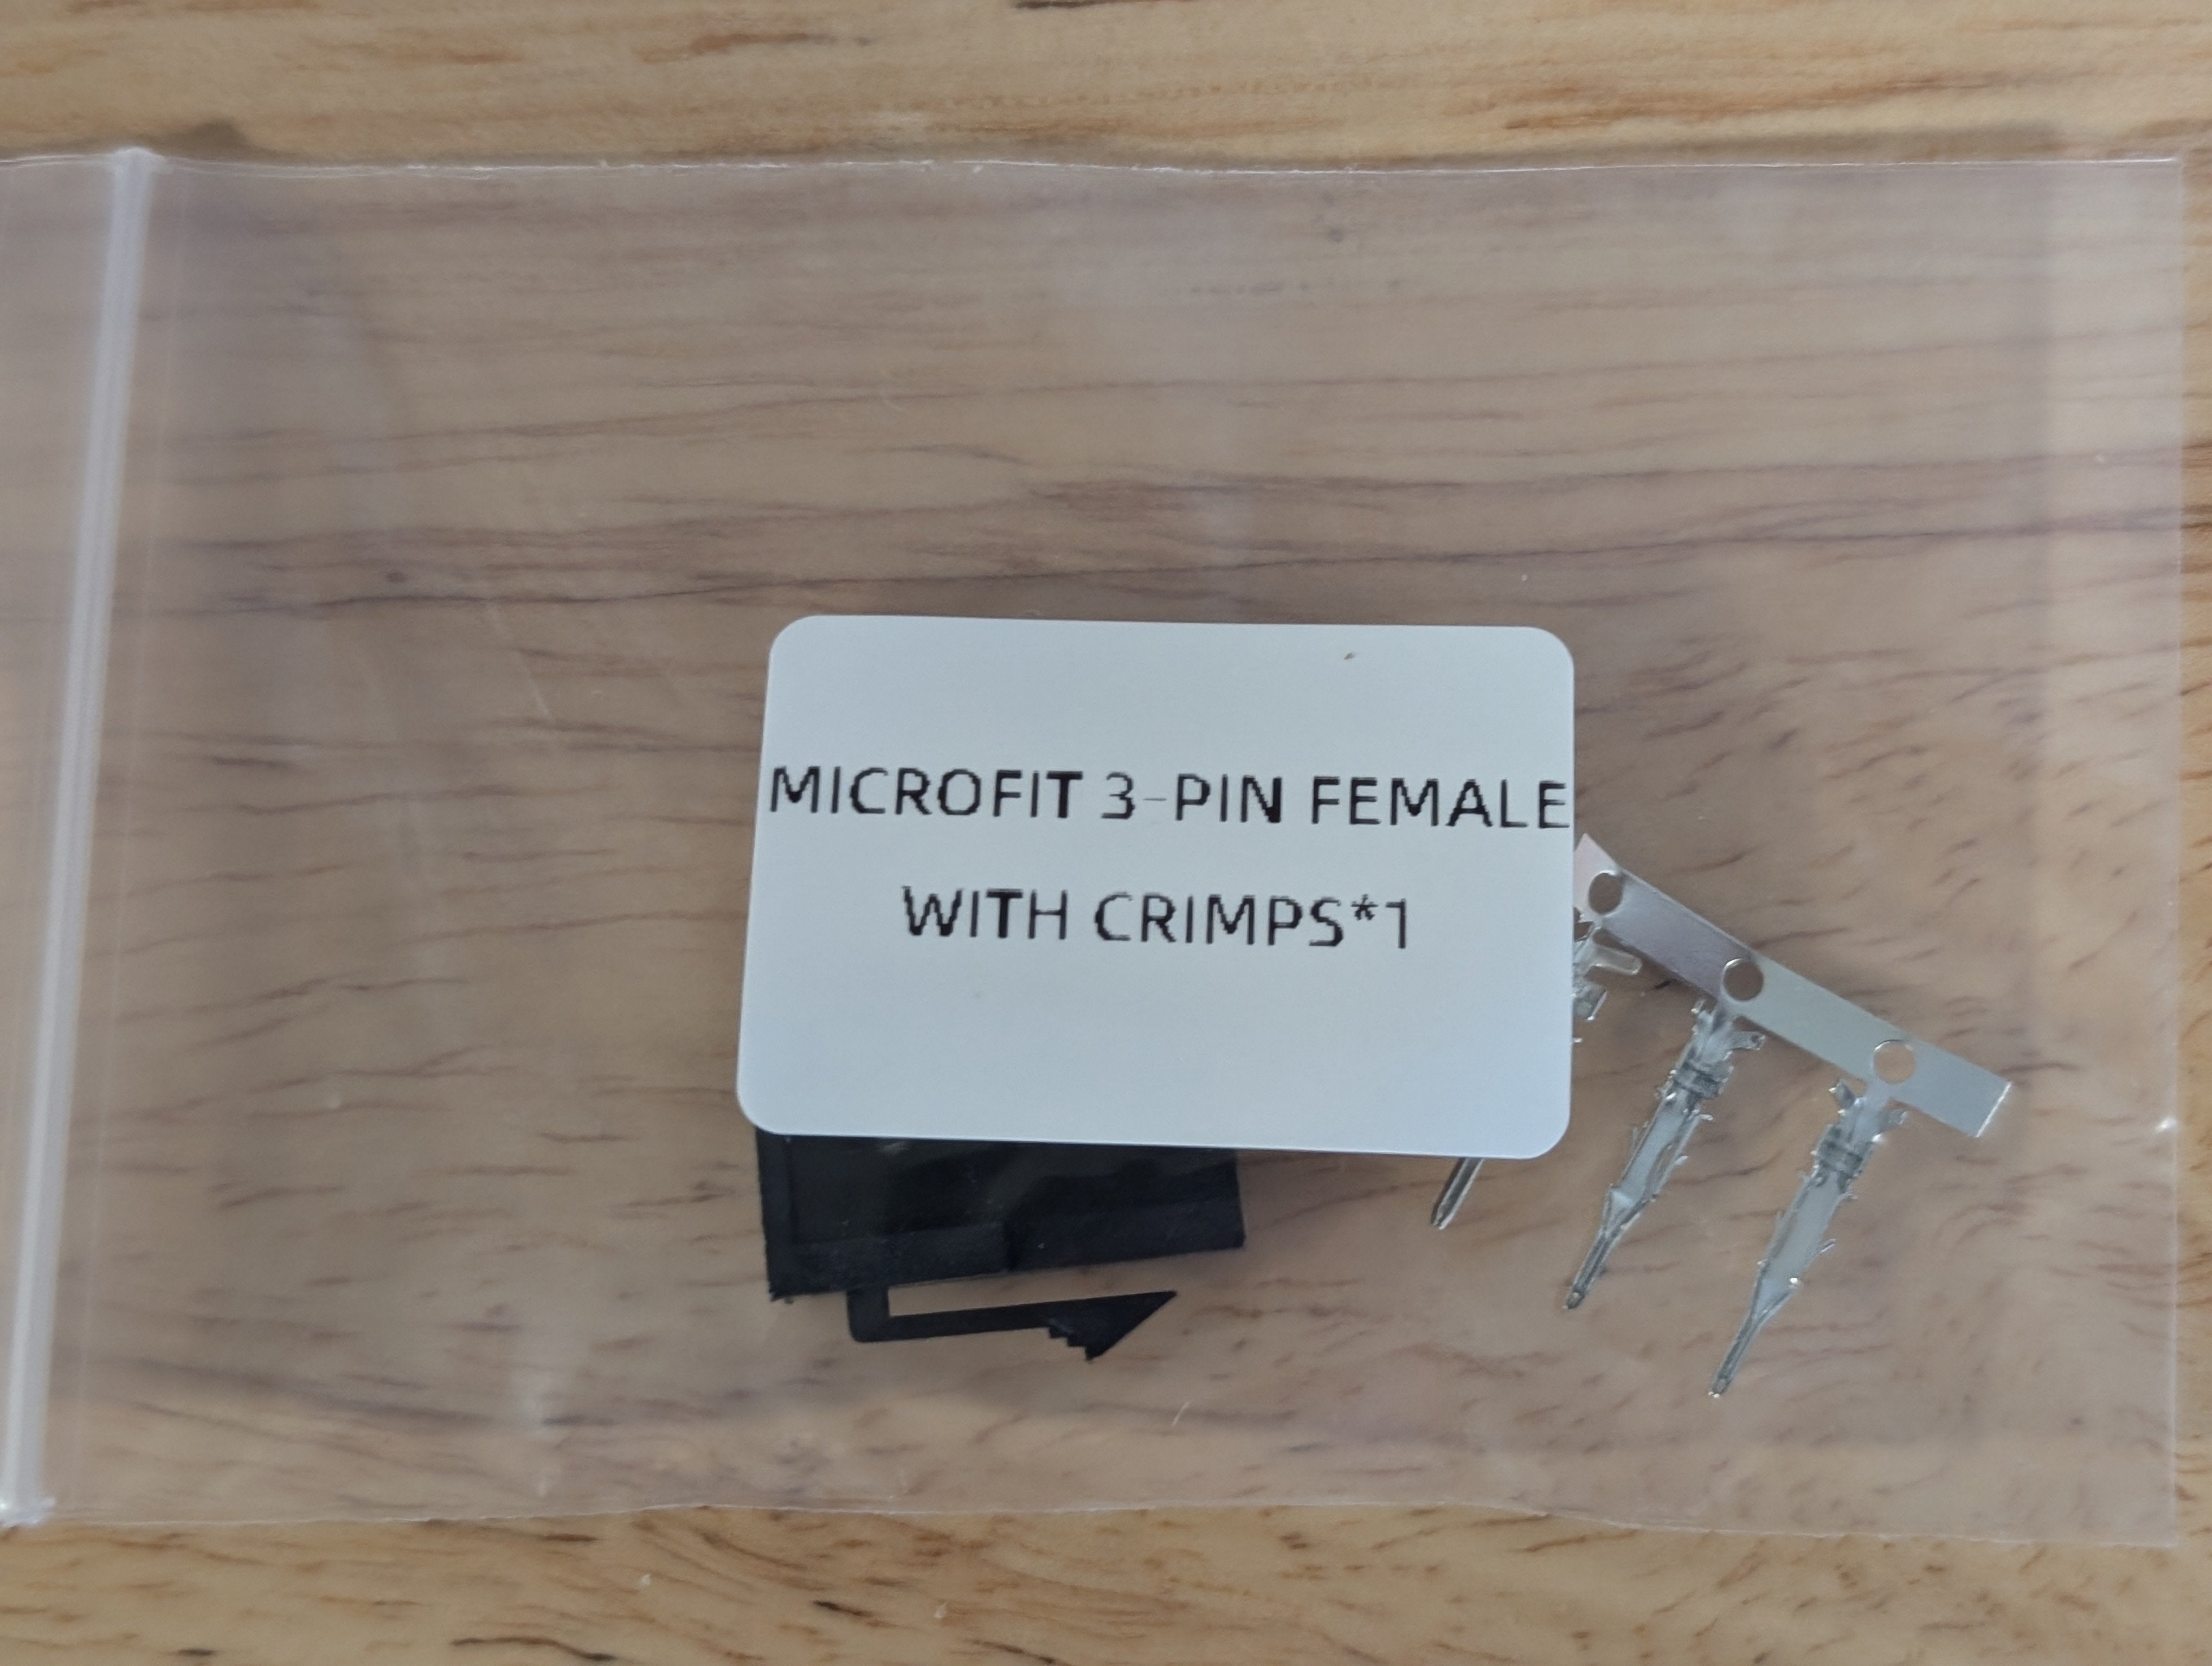 MICROFIT 3-PIN FEMALE
WITH CRIMPS*1